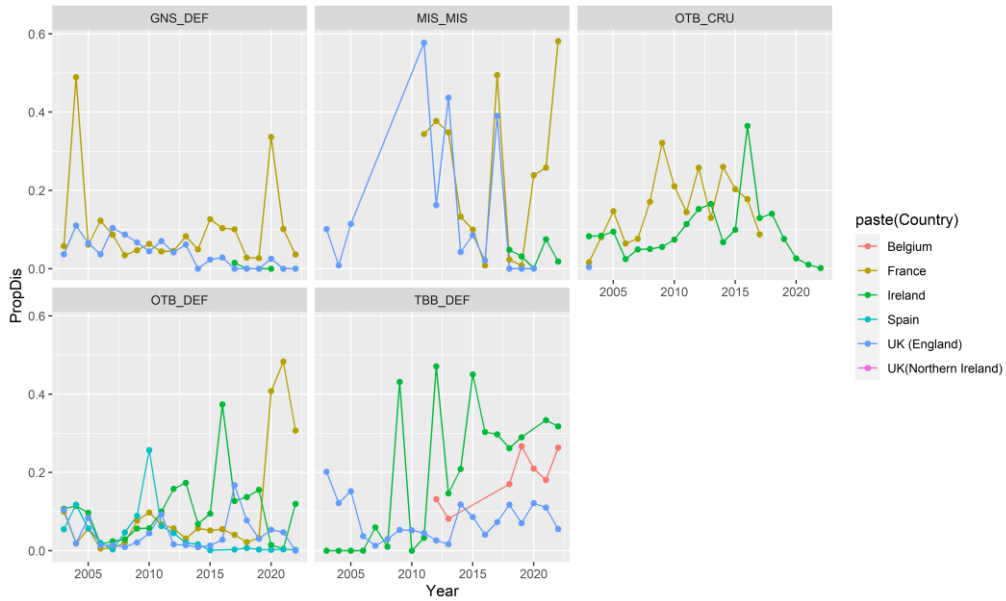 GNS_DEF MIS_MIS OTB_CRU
0.6
0.4
0.2
0.0
2005 2010 2015 2020
OTB_DEF TBB_DEF
0.6
0.4
0.2
0.0
2005 2010 2015 2020 2005 2010 2015 2020
PropDis
Year
paste(Country)
Belgium
France
Ireland
Spain
UK (England)
UK(Northern Ireland)